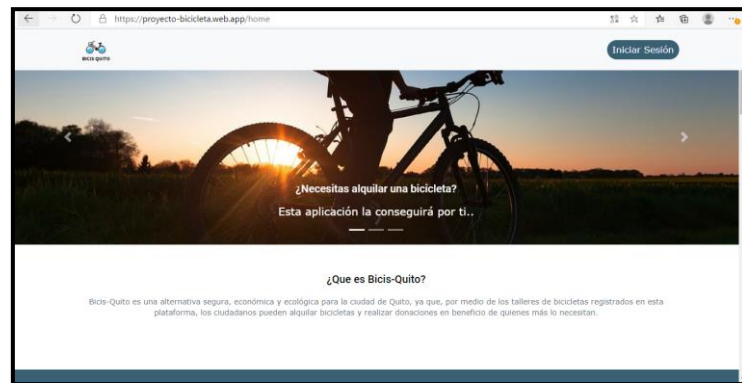 https://proyecto-bicicleta.web.app/home
BICIS QUITO
Iniciar Sesión
¿Necesitas alquilar una bicicleta?
Esta aplicación la conseguirá por ti..
¿Que es Bicis-Quito?
Bicis-Quito es una alternativa segura, económica y ecológica para la ciudad de Quito, ya que, por medio de los talleres de bicicletas registrados en esta
plataforma, los ciudadanos pueden alquilar bicicletas y realizar donaciones en beneficio de quienes más lo necesitan.